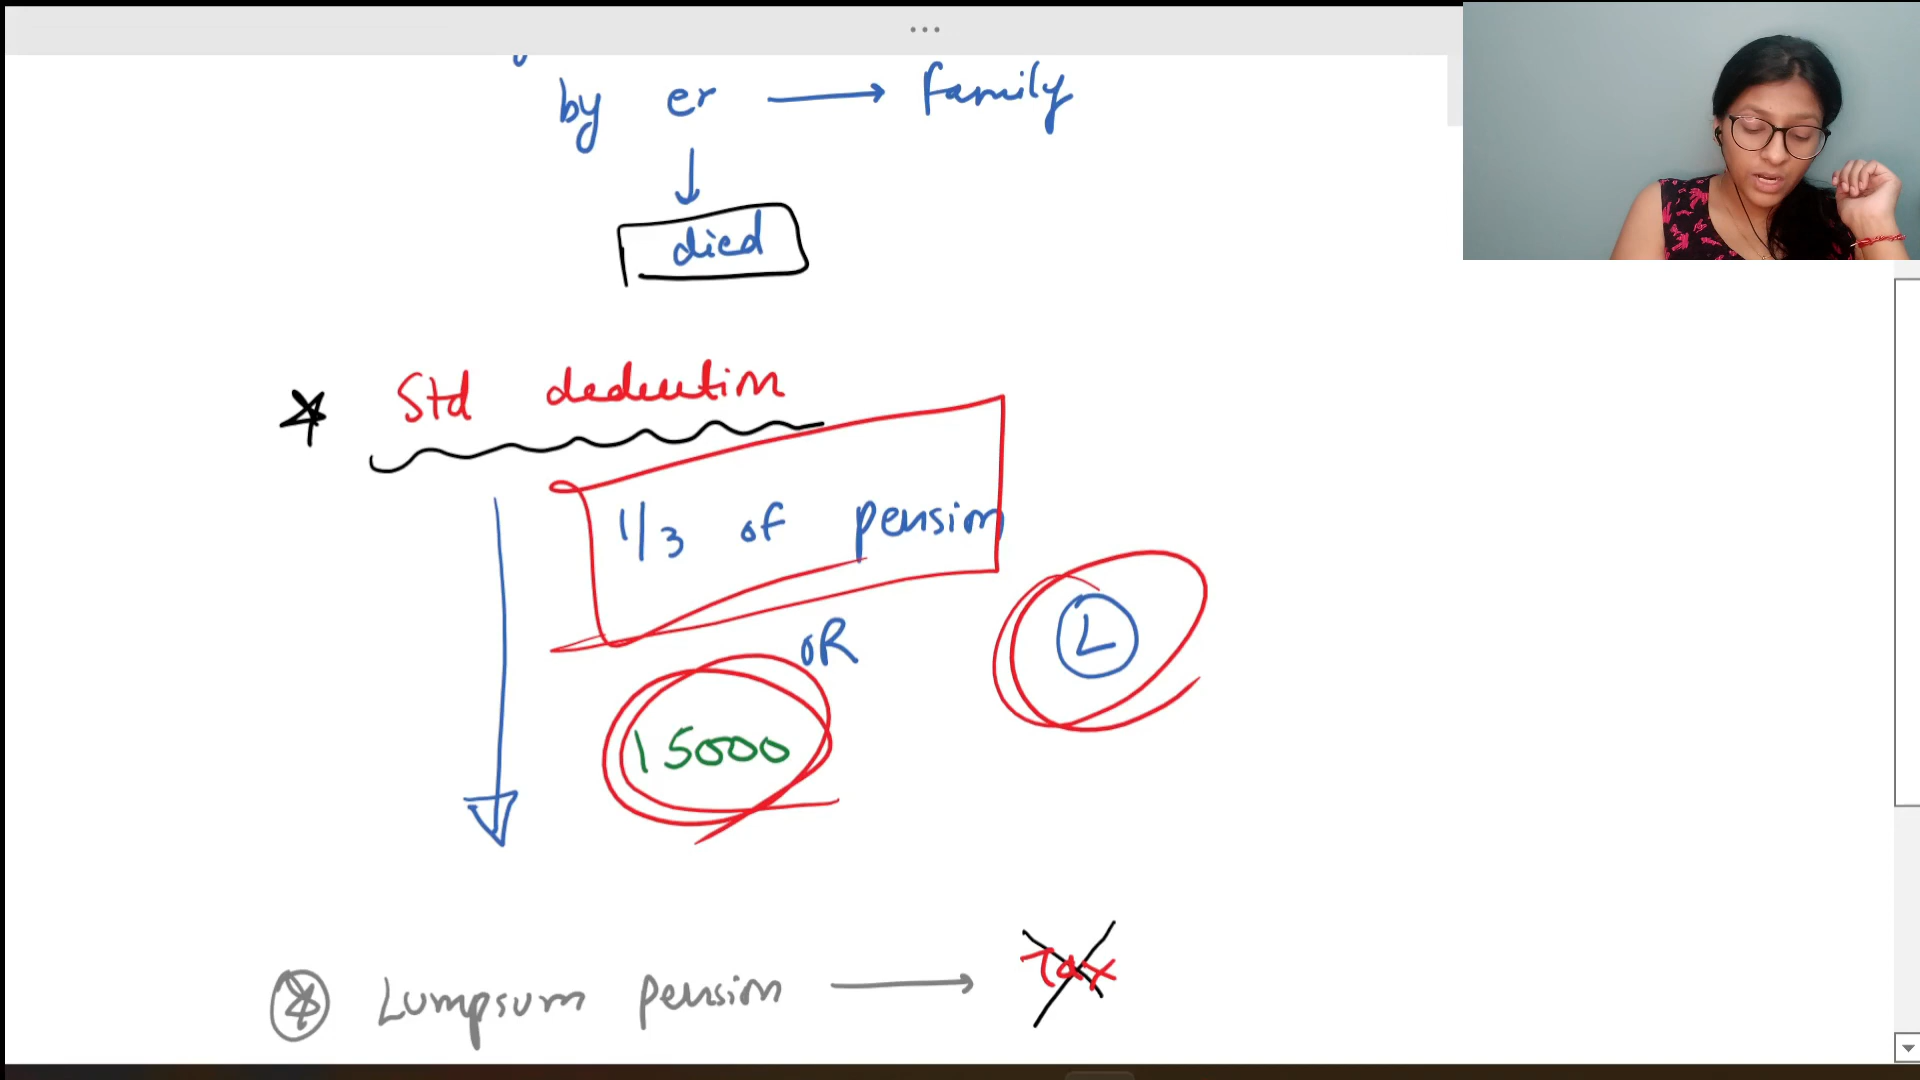 by er → family
↓
died
* Std deduction
1/3 of pension
OR
L
15000
* Lumpsum pension → Tax